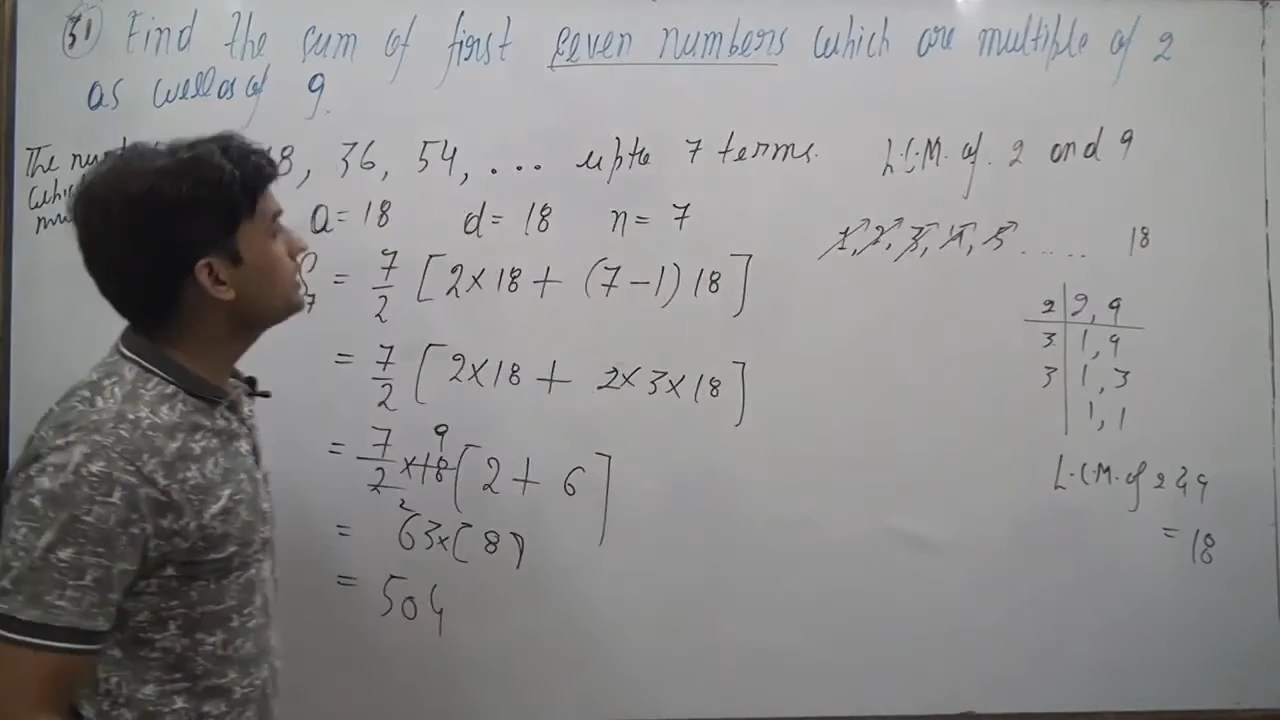 31 Find the sum of first seven numbers which are multiple of 2
as well as of 9.
The 18, 36, 54, ... upto 7 terms.
a = 18 d = 18 n = 7
S7 = 7/2 [2×18 + (7-1)18]
= 7/2 [2×18 + 2×3×18]
= 7/2 × 18 9 [2 + 6]
= 63×(8)
= 504
L.C.M. of. 2 and 9
1, 2, 3, 4, 5 ..... 18
2 | 2, 9
3 | 1, 9
3 | 1, 3
1, 1
L.C.M. of 2 & 9
= 18